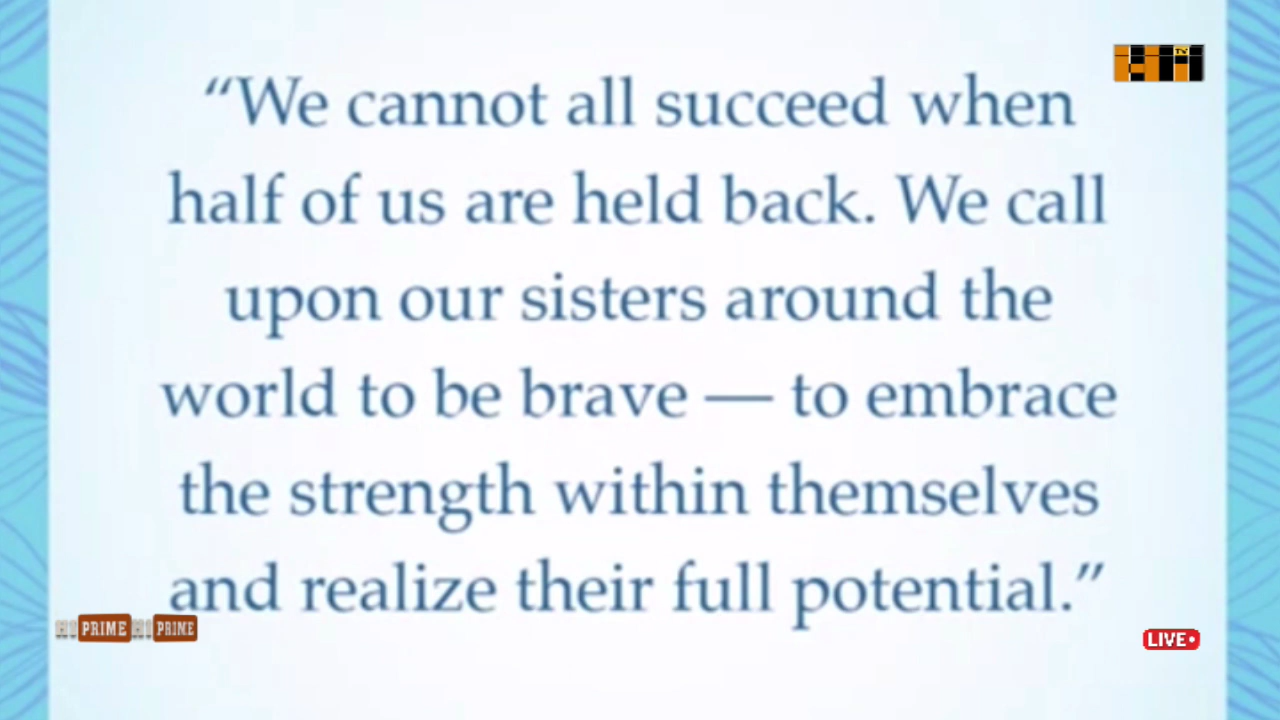 “We cannot all succeed when
half of us are held back. We call
upon our sisters around the
world to be brave — to embrace
the strength within themselves
and realize their full potential.”
TV
PRIME PRIME
LIVE